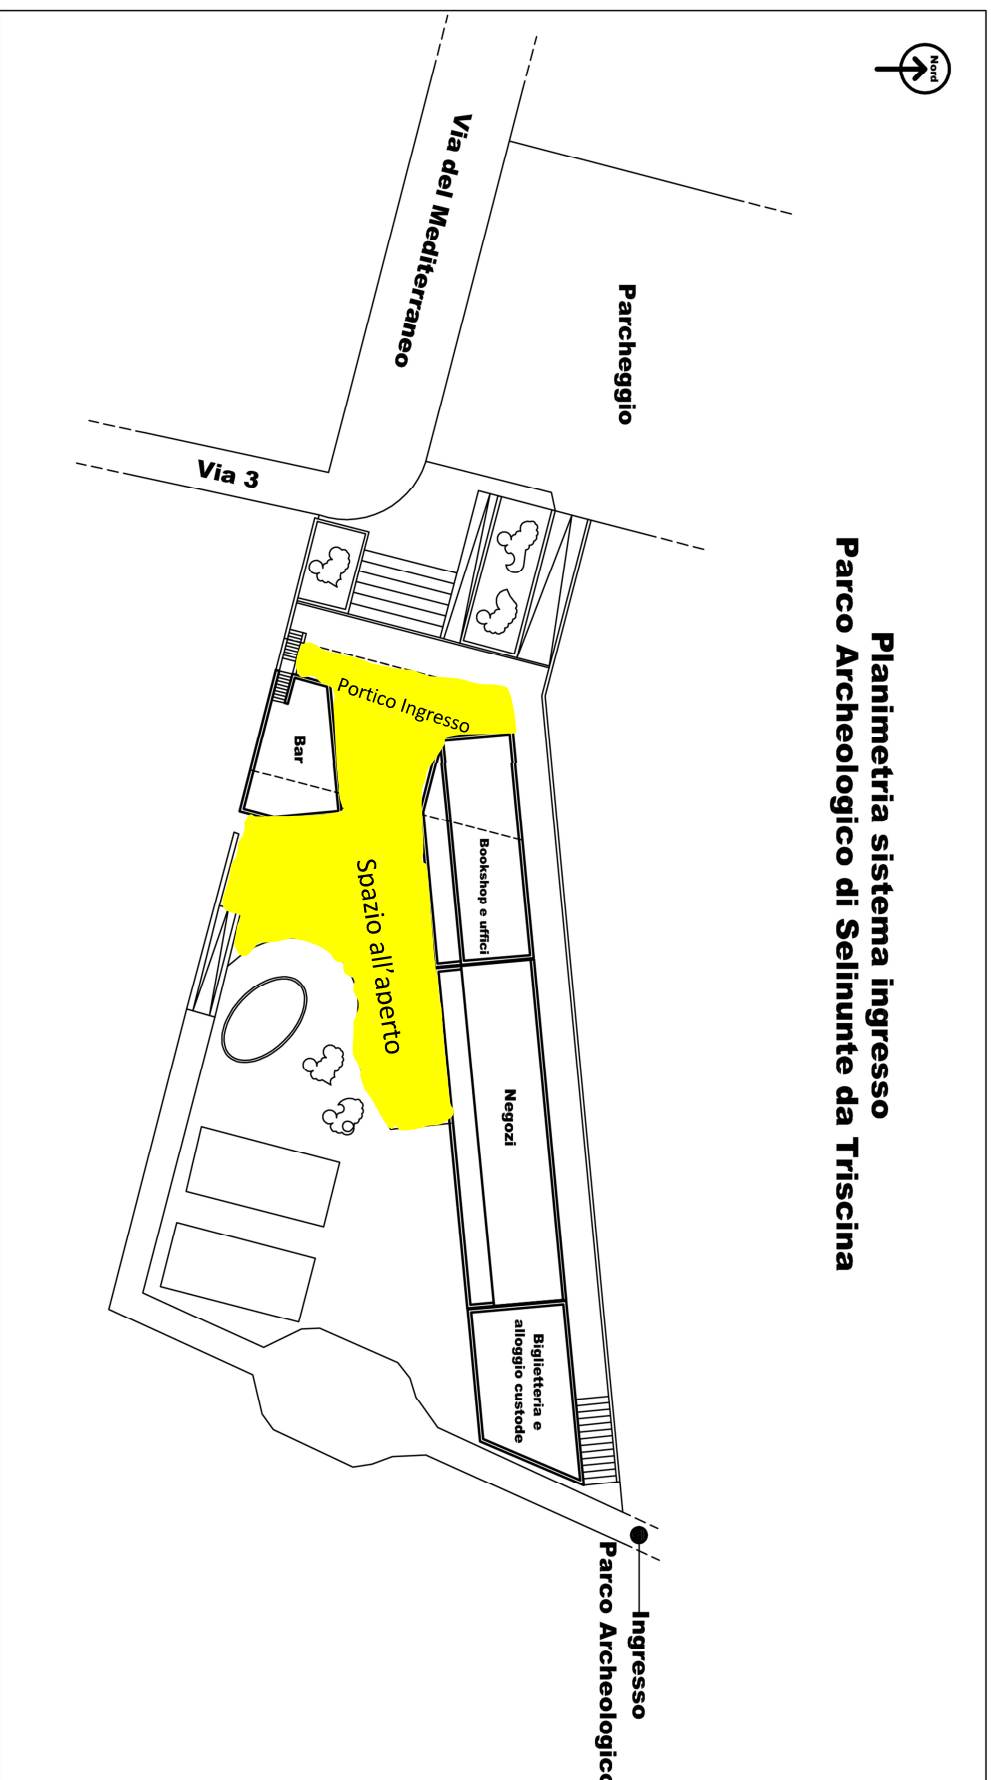 Nord
Planimetria sistema ingresso
Parco Archeologico di Selinunte da Triscina
Parcheggio
Via del Mediterraneo
Via 3
Portico Ingresso
Bar
Bookshop e uffici
Spazio all'aperto
Negozi
Biglietteria e
alloggio custode
Ingresso
Parco Archeologico